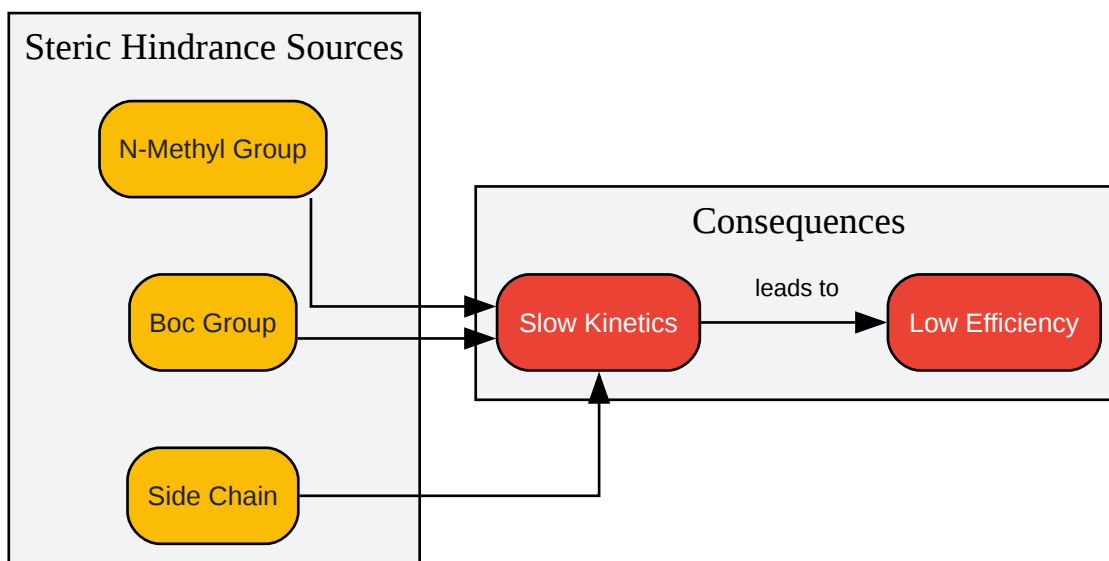 Steric Hindrance Sources
N-Methyl Group
Boc Group
Side Chain
Consequences
Slow Kinetics
leads to
Low Efficiency